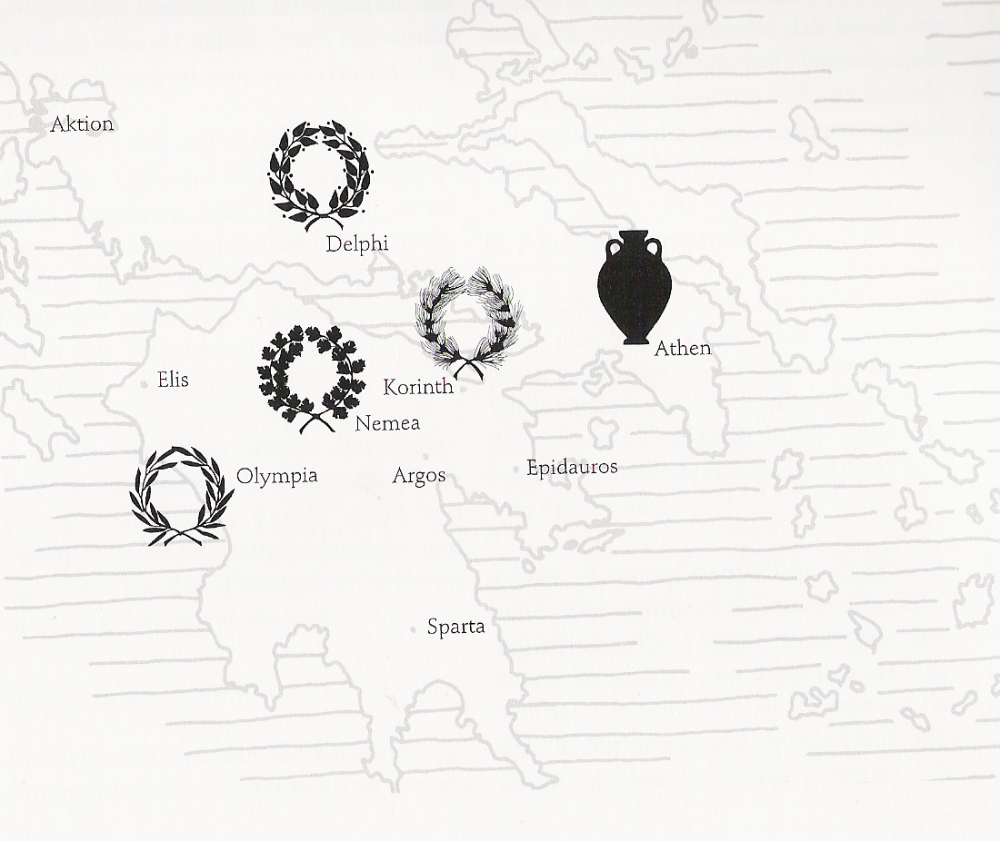 Aktion
Delphi
Athen
Elis
Korinth
Nemea
Olympia
Argos
Epidauros
Sparta